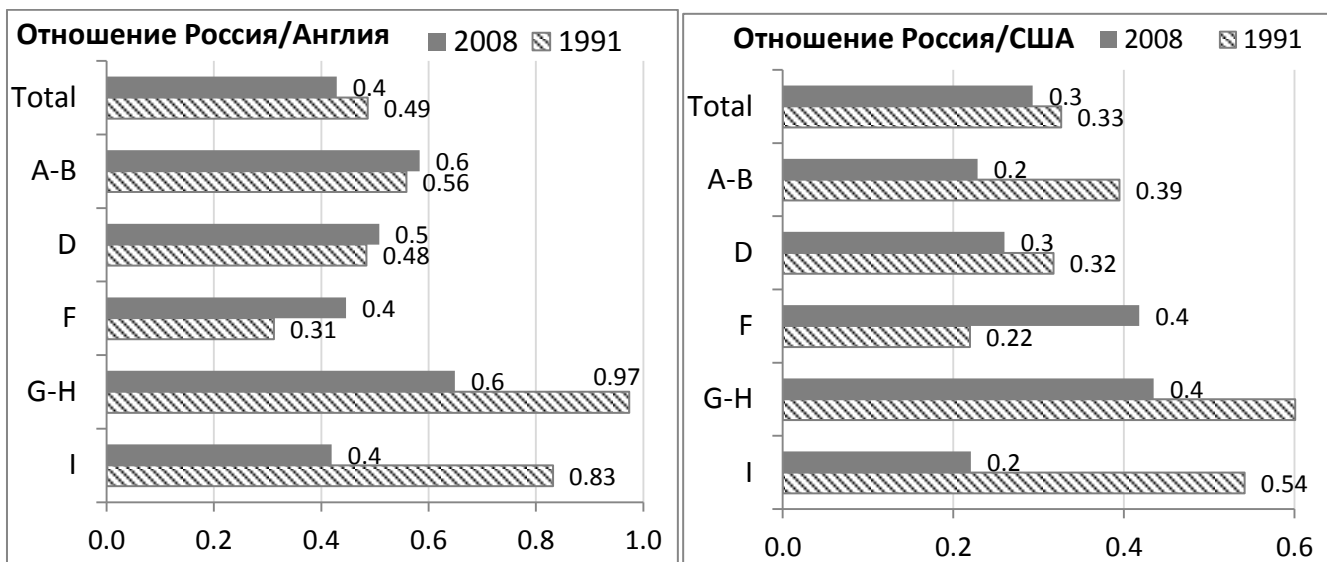 Отношение Россия/Англия 2008 1991
Total 0.4
0.49
A-B 0.6
0.56
D 0.5
0.48
F 0.4
0.31
G-H 0.6 0.97
I 0.4
0.83
0.0 0.2 0.4 0.6 0.8 1.0
Отношение Россия/США 2008 1991
Total 0.3
0.33
A-B 0.2
0.39
D 0.3
0.32
F 0.4
0.22
G-H 0.4
I 0.2
0.54
0.0 0.2 0.4 0.6